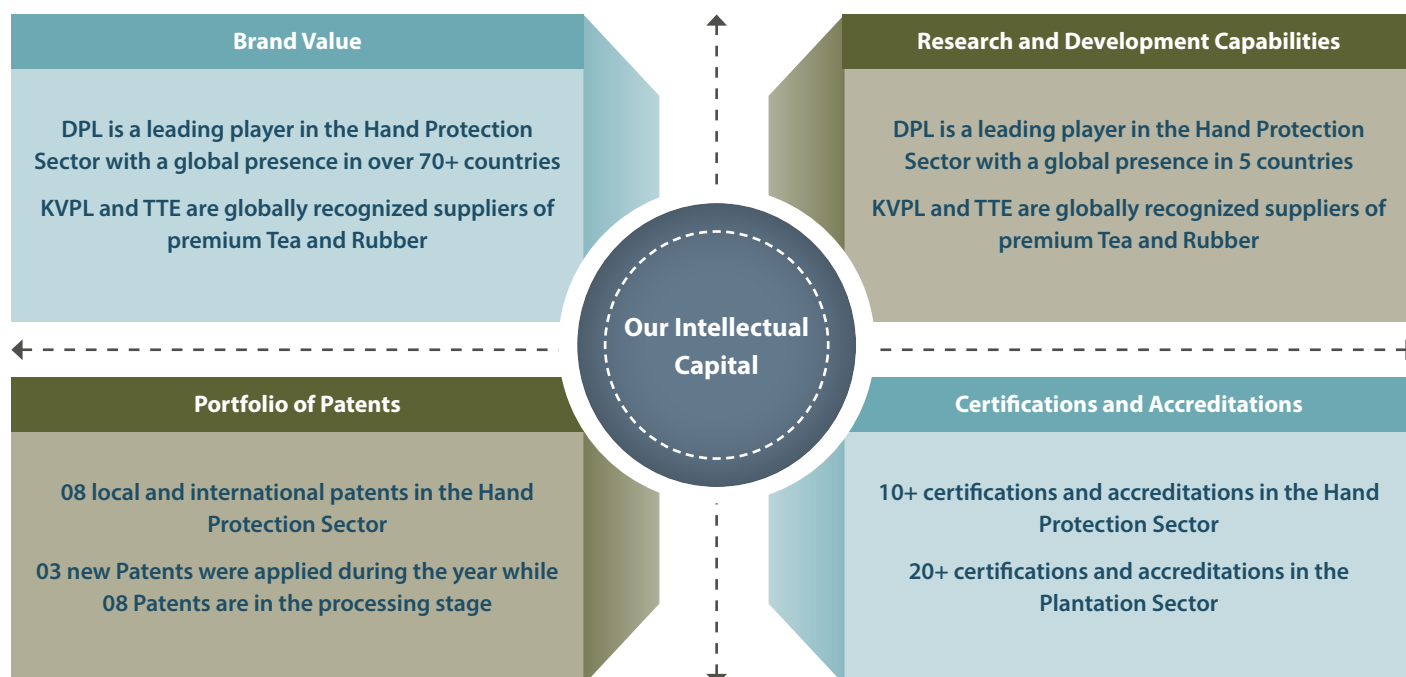 Brand Value
DPL is a leading player in the Hand Protection
Sector with a global presence in over 70+ countries
KVPL and TTE are globally recognized suppliers of
premium Tea and Rubber
Research and Development Capabilities
DPL is a leading player in the Hand Protection
Sector with a global presence in 5 countries
KVPL and TTE are globally recognized suppliers of
premium Tea and Rubber
Our Intellectual
Capital
Portfolio of Patents
08 local and international patents in the Hand
Protection Sector
03 new Patents were applied during the year while
08 Patents are in the processing stage
Certifications and Accreditations
10+ certifications and accreditations in the Hand
Protection Sector
20+ certifications and accreditations in the
Plantation Sector